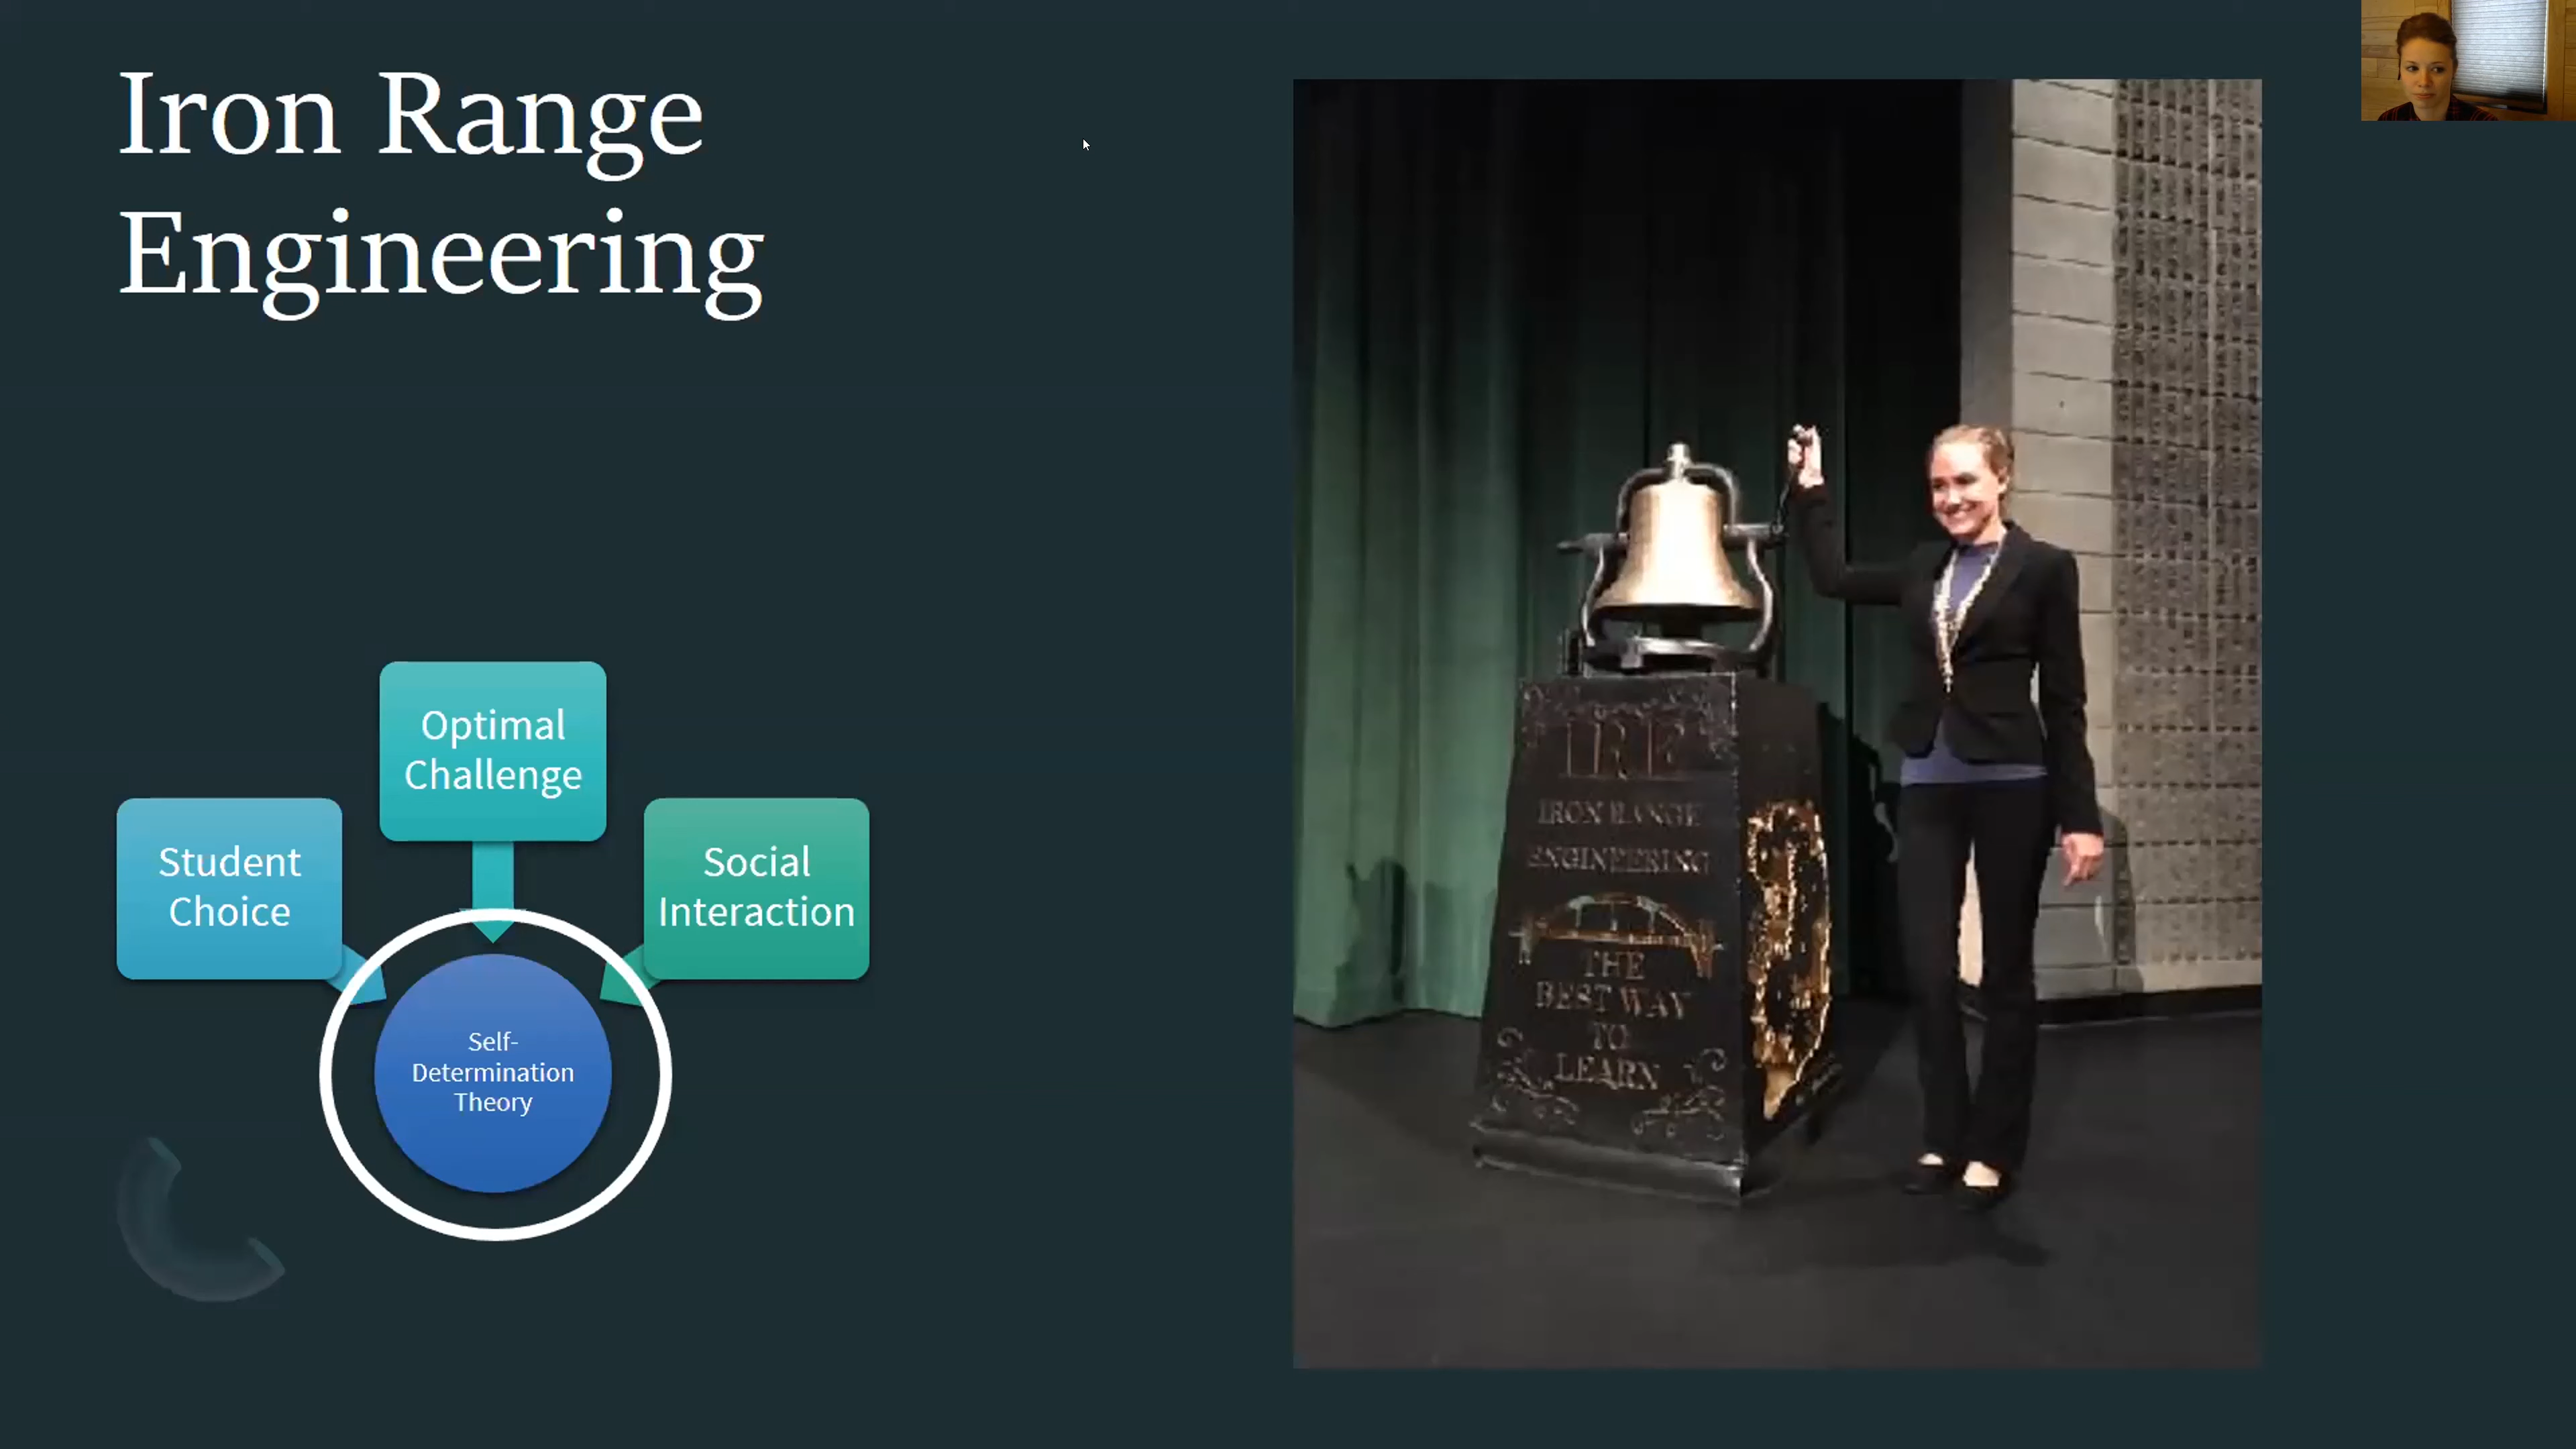 Iron Range
Engineering
Optimal
Challenge
Student
Choice
Social
Interaction
Self-
Determination
Theory
IRE
IRON RANGE
ENGINEERING
THE
BEST WAY
TO
LEARN